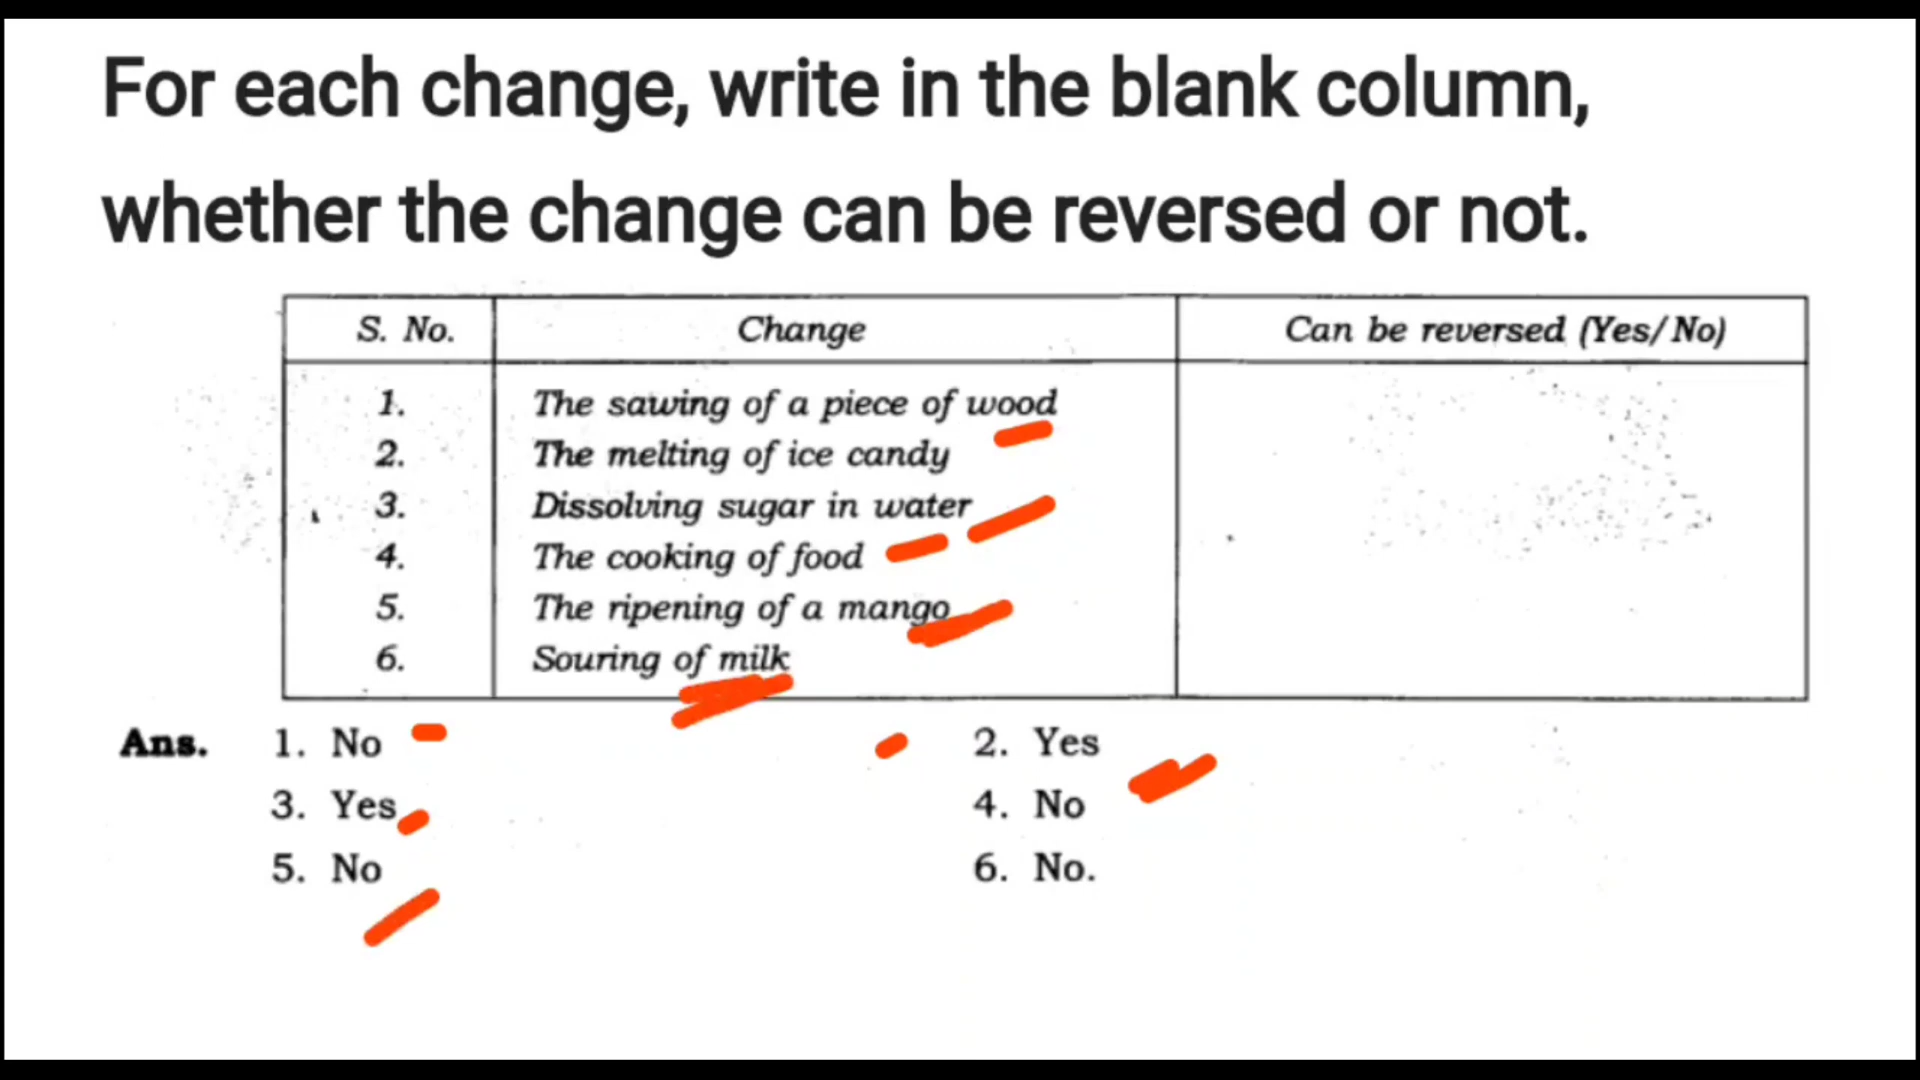 For each change, write in the blank column,
whether the change can be reversed or not.
S. No. Change Can be reversed (Yes/No)
1. The sawing of a piece of wood
2. The melting of ice candy
3. Dissolving sugar in water
4. The cooking of food
5. The ripening of a mango
6. Souring of milk
Ans. 1. No 2. Yes
3. Yes 4. No
5. No 6. No.